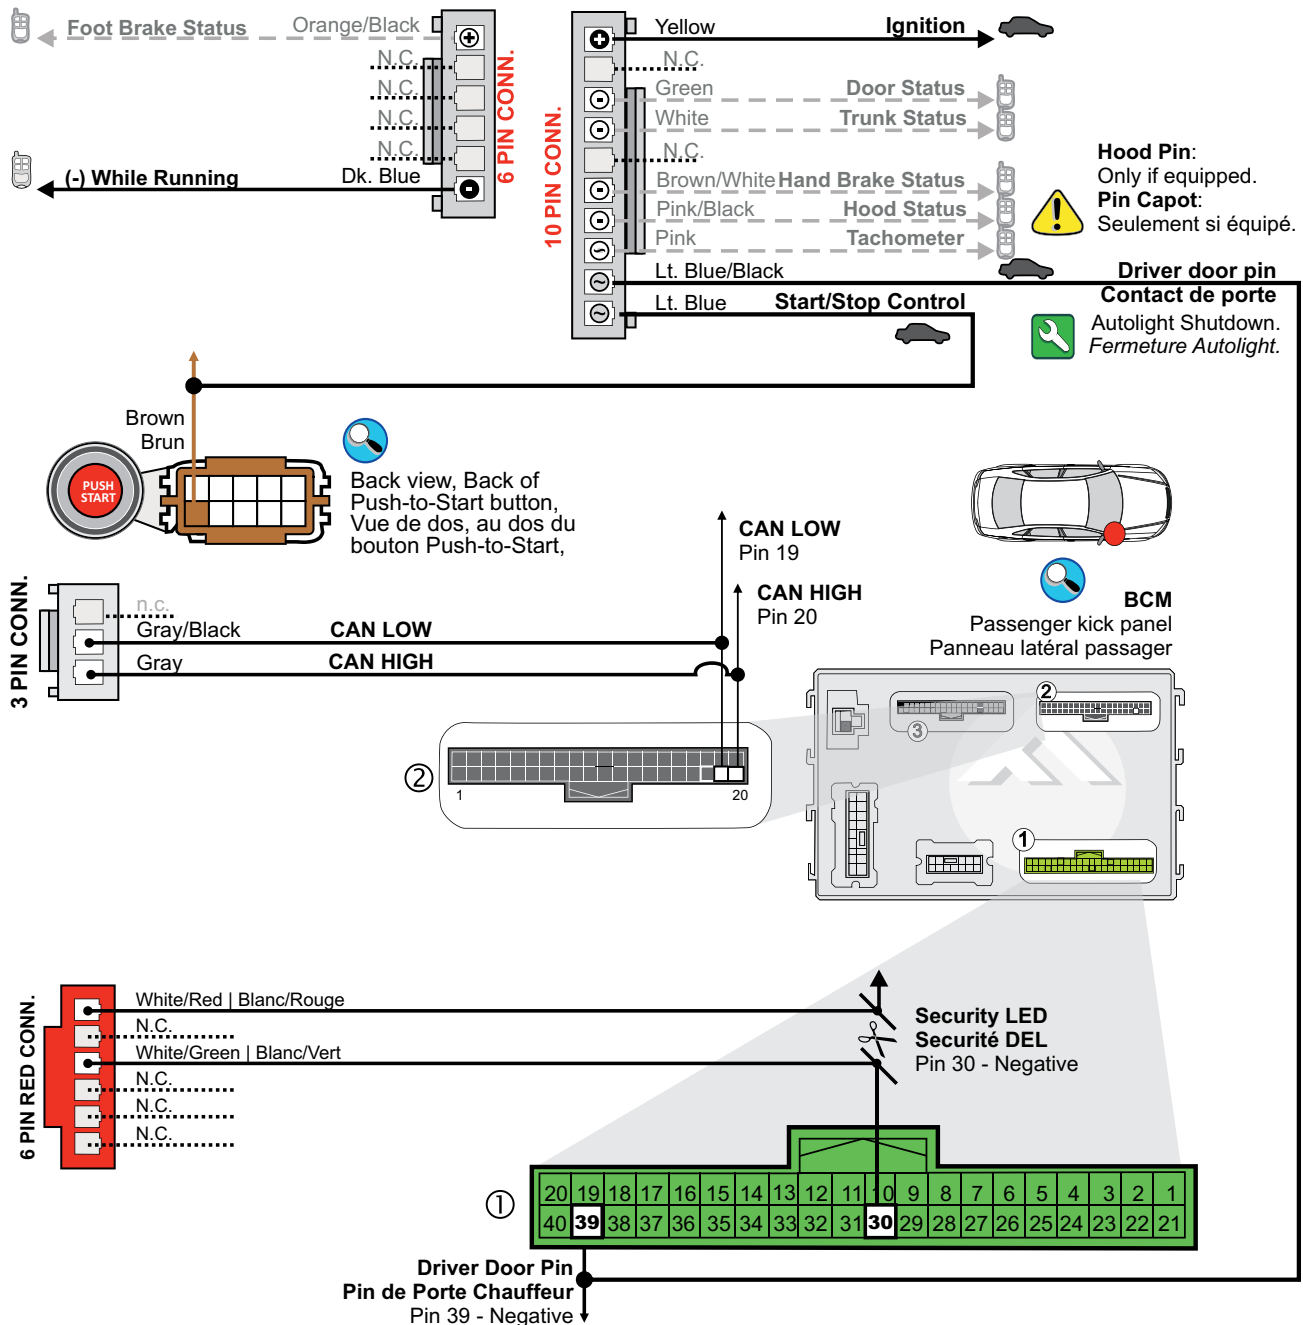 Foot Brake Status
Orange/Black
N.C.
N.C.
N.C.
N.C.
(-) While Running
Dk. Blue
6 PIN CONN.
10 PIN CONN.
Yellow
Ignition
N.C.
Green
Door Status
White
Trunk Status
N.C.
Brown/White
Hand Brake Status
Pink/Black
Hood Status
Pink
Tachometer
Lt. Blue/Black
Lt. Blue
Start/Stop Control
Hood Pin:
Only if equipped.
Pin Capot:
Seulement si équipé.
Driver door pin
Contact de porte
Autolight Shutdown.
Fermeture Autolight.
Brown
Brun
PUSH
START
Back view, Back of
Push-to-Start button,
Vue de dos, au dos du
bouton Push-to-Start,
CAN LOW
Pin 19
CAN HIGH
Pin 20
3 PIN CONN.
n.c.
Gray/Black
CAN LOW
Gray
CAN HIGH
BCM
Passenger kick panel
Panneau latéral passager
3
2
1
2
1
20
6 PIN RED CONN.
White/Red | Blanc/Rouge
N.C.
White/Green | Blanc/Vert
N.C.
N.C.
N.C.
Security LED
Securité DEL
Pin 30 - Negative
1
20 19 18 17 16 15 14 13 12 11 10 9 8 7 6 5 4 3 2 1
40 39 38 37 36 35 34 33 32 31 30 29 28 27 26 25 24 23 22 21
Driver Door Pin
Pin de Porte Chauffeur
Pin 39 - Negative